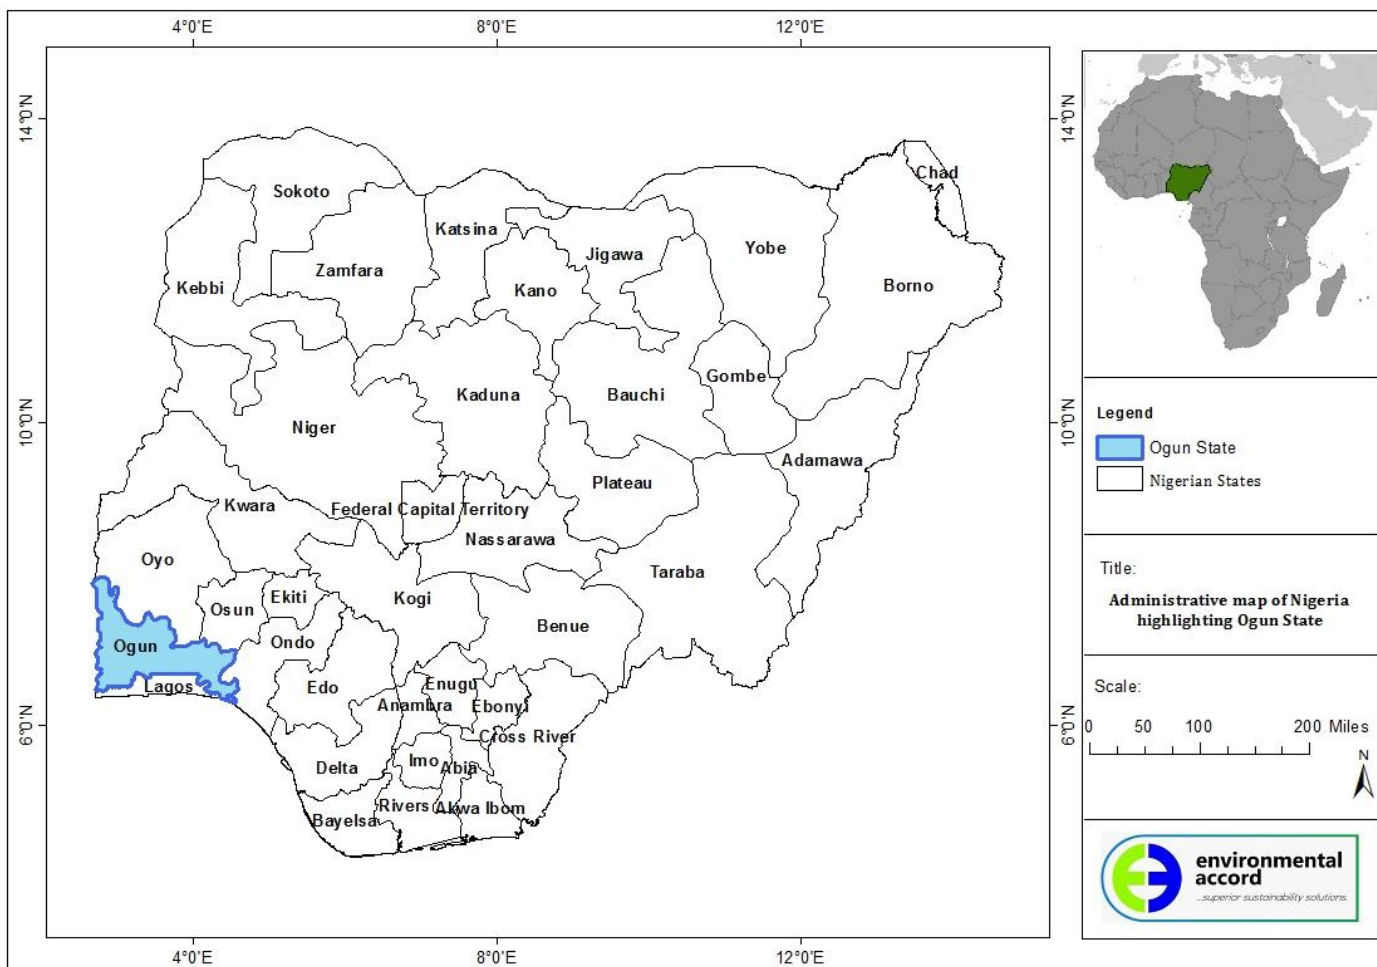 4°0'E 8°0'E 12°0'E
14°0'N
14°0'N
Chad
Sokoto
Katsina
Yobe
Jigawa
Zamfara
Kebbi
Kano
Borno
Gombe
Kaduna
Bauchi
10°0'N
10°0'N
Niger
Adamawa
Plateau
Kwara
Federal Capital Territory
Nassarawa
Oyo
Taraba
Osun
Ekiti
Kogi
Benue
Ogun
Ondo
Lagos
Edo
Enugu
Anambra
Ebonyi
6°0'N
6°0'N
Cross River
Delta
Imo
Abia
Bayelsa
Rivers
Akwa Ibom
4°0'E 8°0'E 12°0'E
Legend
Ogun State
Nigerian States
Title:
Administrative map of Nigeria
highlighting Ogun State
Scale:
0 50 100 200 Miles
N
environmental
accord
...superior sustainability solutions.